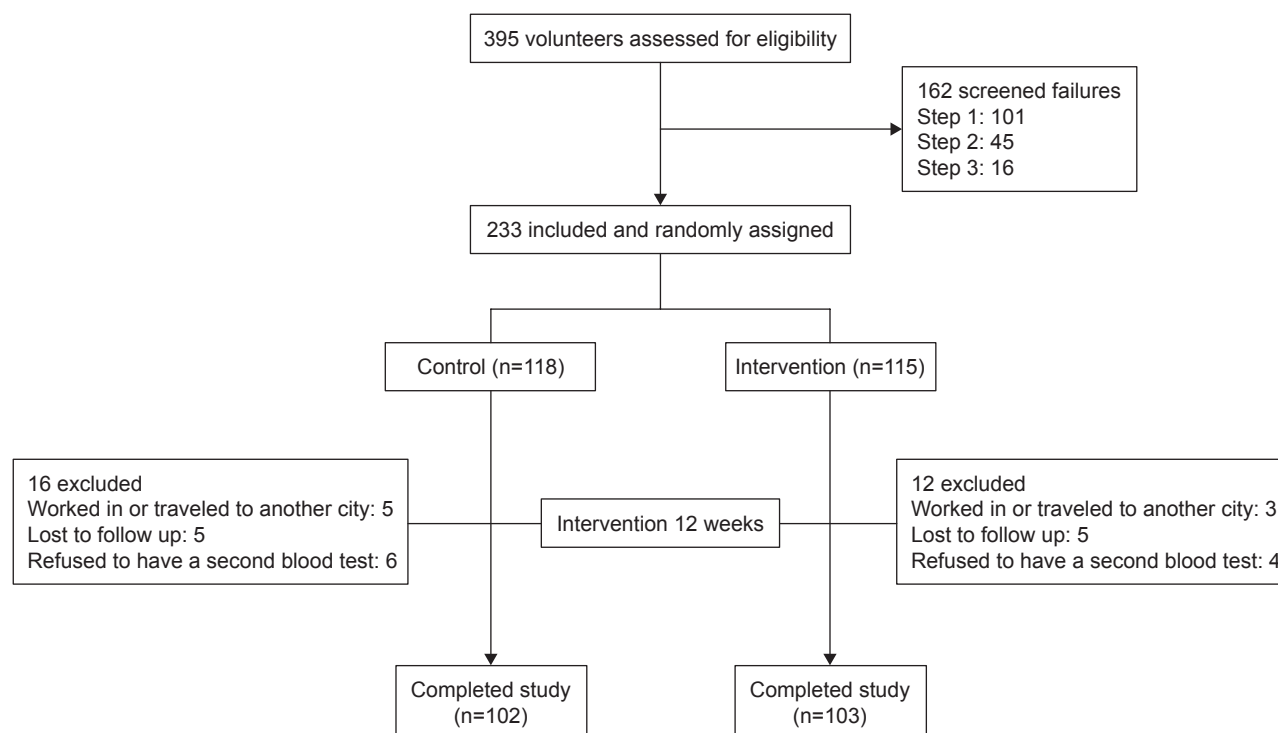 395 volunteers assessed for eligibility
162 screened failures
Step 1: 101
Step 2: 45
Step 3: 16
233 included and randomly assigned
Control (n=118)
Intervention (n=115)
16 excluded
Worked in or traveled to another city: 5
Lost to follow up: 5
Refused to have a second blood test: 6
Intervention 12 weeks
12 excluded
Worked in or traveled to another city: 3
Lost to follow up: 5
Refused to have a second blood test: 4
Completed study
(n=102)
Completed study
(n=103)